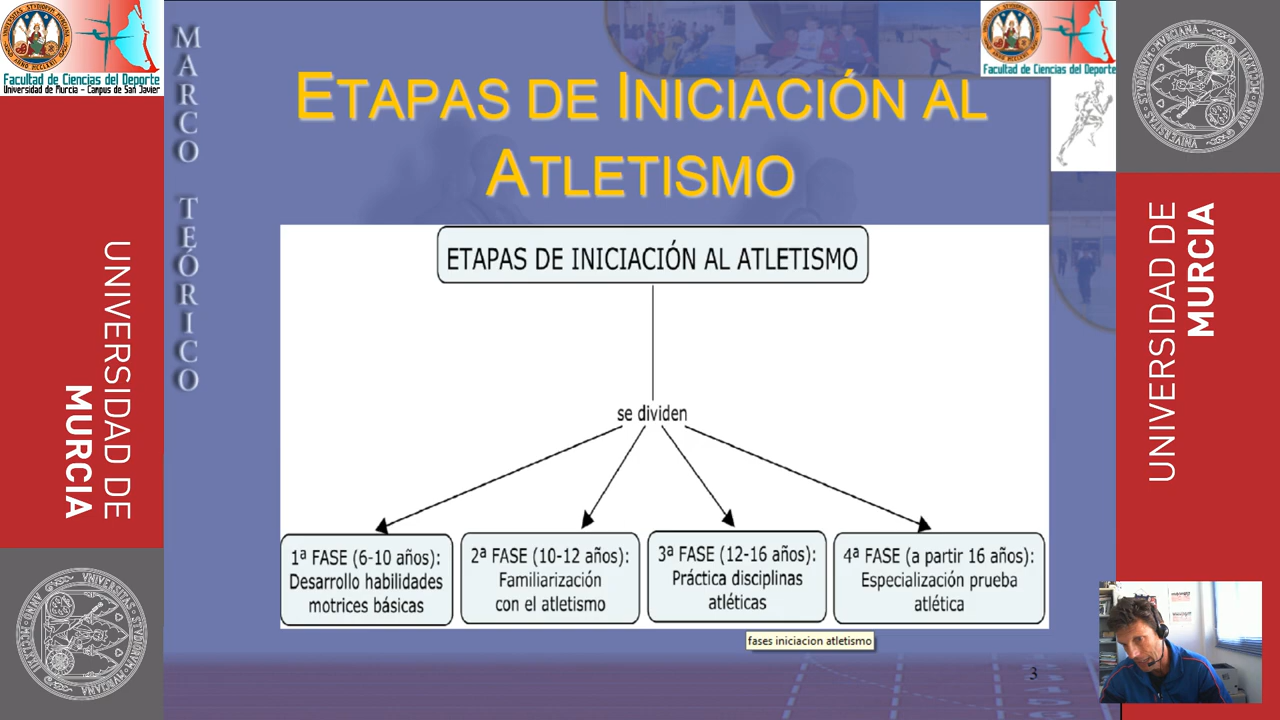 Facultad de Ciencias del Deporte
Universidad de Murcia - Campus de San Javier
UNIVERSIDAD DE
MURCIA
MARCO TEÓRICO
ETAPAS DE INICIACIÓN AL
ATLETISMO
ETAPAS DE INICIACIÓN AL ATLETISMO
se dividen
1ª FASE (6-10 años):
Desarrollo habilidades
motrices básicas
2ª FASE (10-12 años):
Familiarización
con el atletismo
3ª FASE (12-16 años):
Práctica disciplinas
atléticas
4ª FASE (a partir 16 años):
Especialización prueba
atlética
fases iniciacion atletismo
3
Facultad de Ciencias del Deporte
UNIVERSIDAD DE
MURCIA